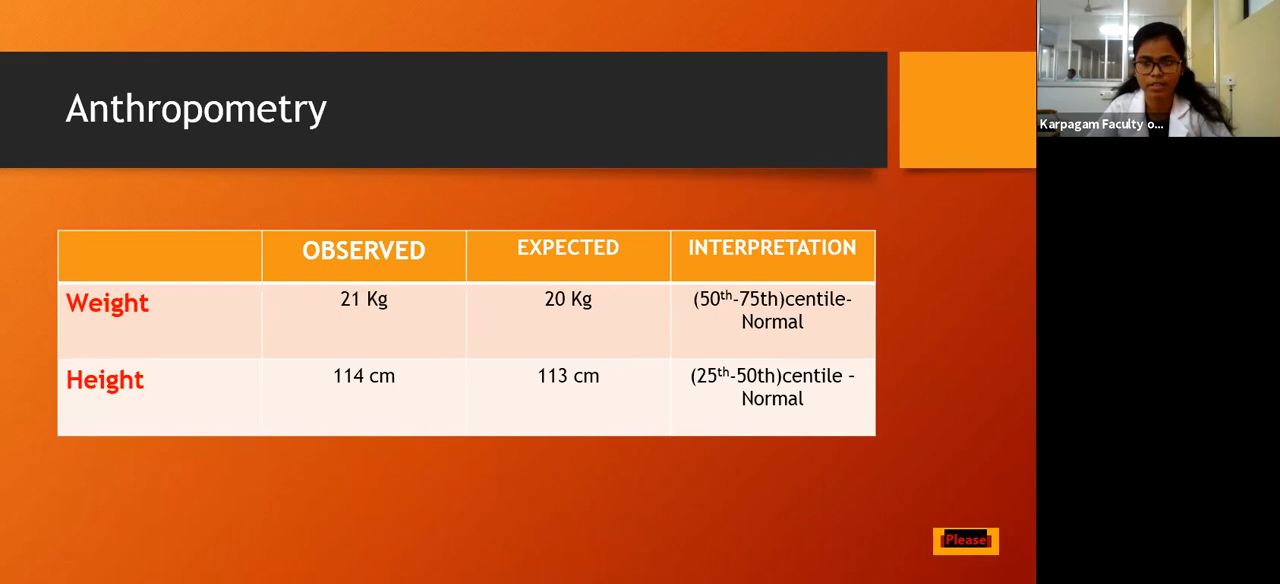 Anthropometry
Karpagam Faculty o...
OBSERVED EXPECTED INTERPRETATION
Weight 21 Kg 20 Kg (50th-75th)centile-
Normal
Height 114 cm 113 cm (25th-50th)centile –
Normal
Please